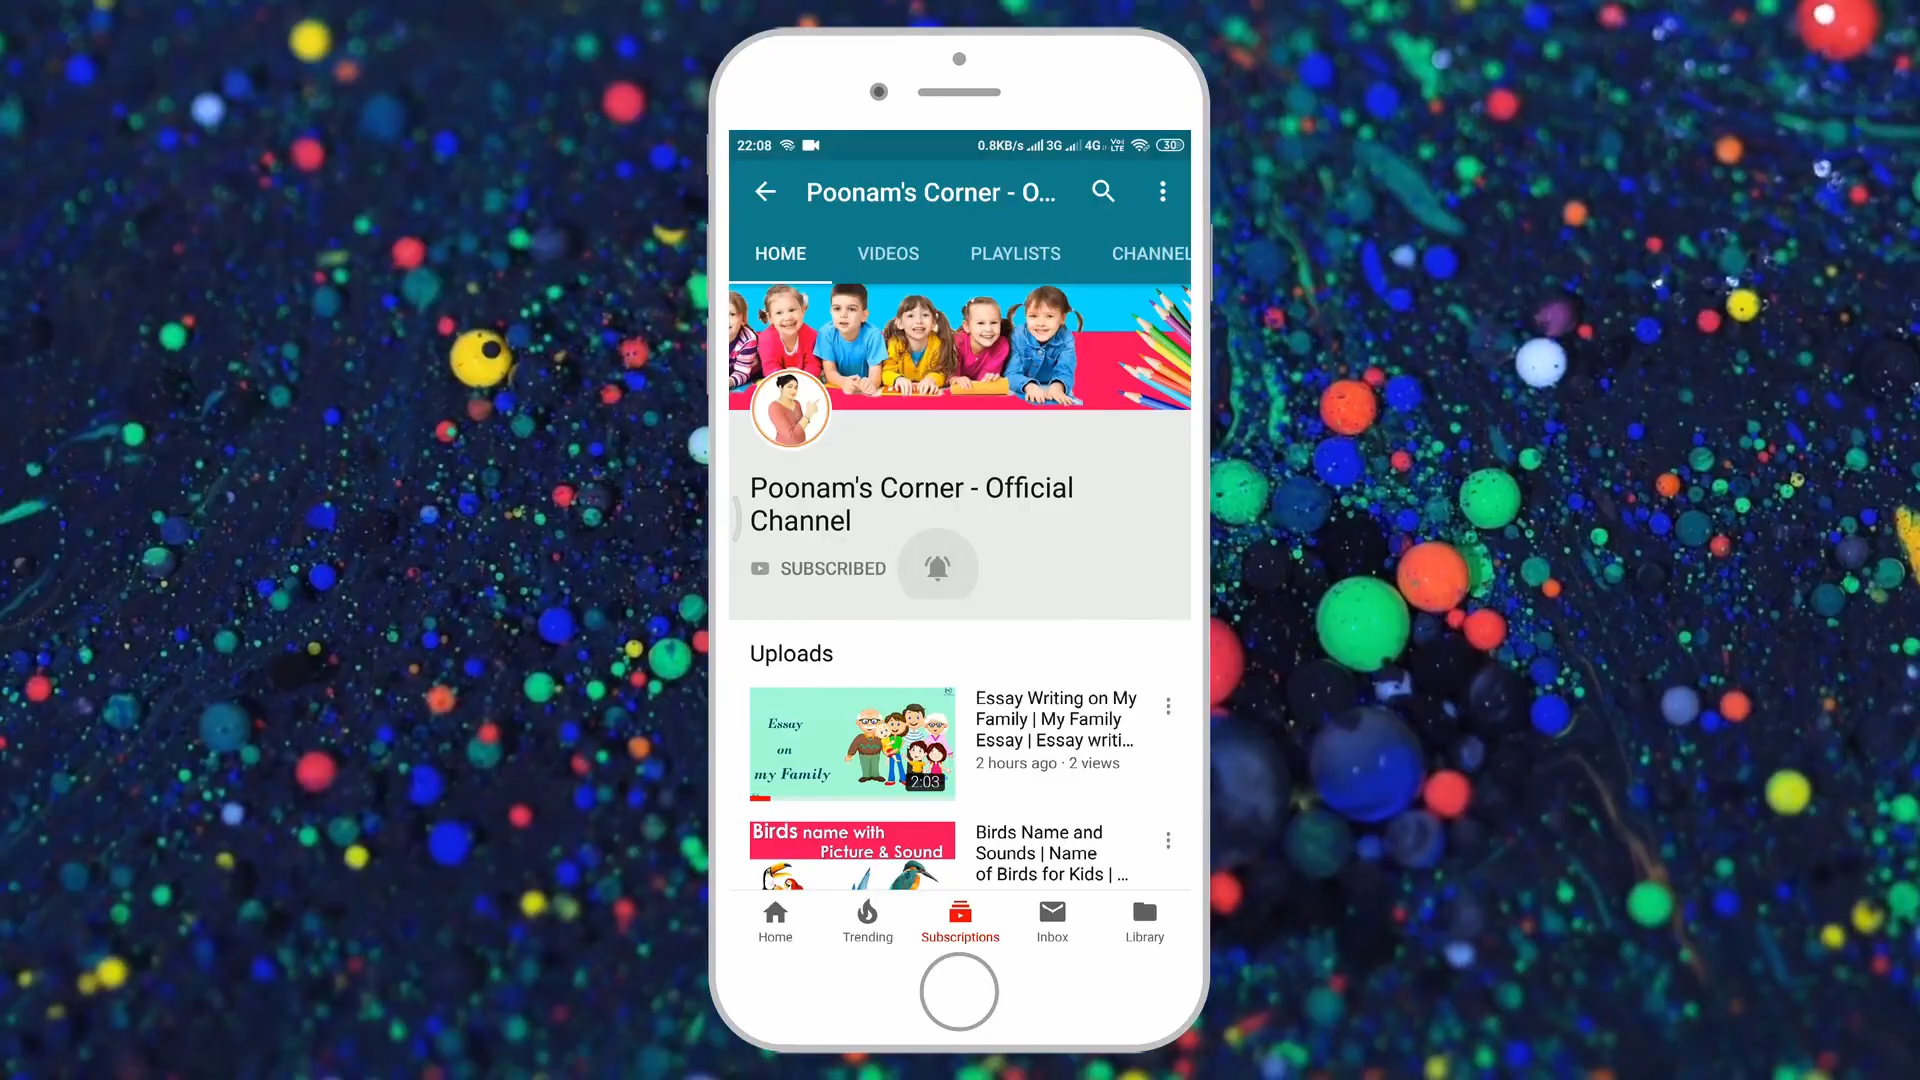 22:08 0.8KB/s 3G 4G Vo LTE 30
Poonam's Corner - O...
HOME VIDEOS PLAYLISTS CHANNEL
Poonam's Corner - Official
Channel
SUBSCRIBED
Uploads
Essay
on
my Family
2:03
Essay Writing on My
Family | My Family
Essay | Essay writi...
2 hours ago · 2 views
Birds name with
Picture & Sound
Birds Name and
Sounds | Name
of Birds for Kids | ...
Home Trending Subscriptions Inbox Library